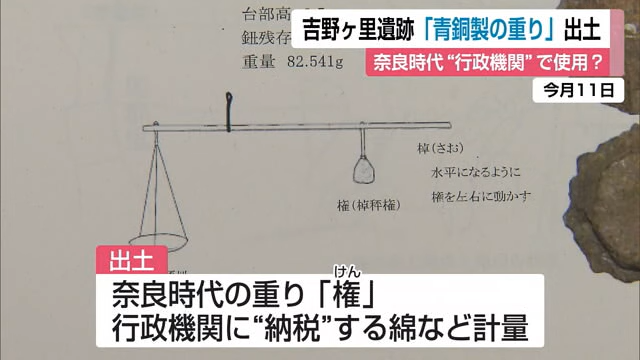 吉野ヶ里遺跡「青銅製の重り」出土
奈良時代“行政機関”で使用？
今月11日
台部高
鈕残存
重量 82.541g
棹(さお)
水平になるように
権を左右に動かす
権(棹秤権)
出土
けん
奈良時代の重り「権」
行政機関に“納税”する綿など計量